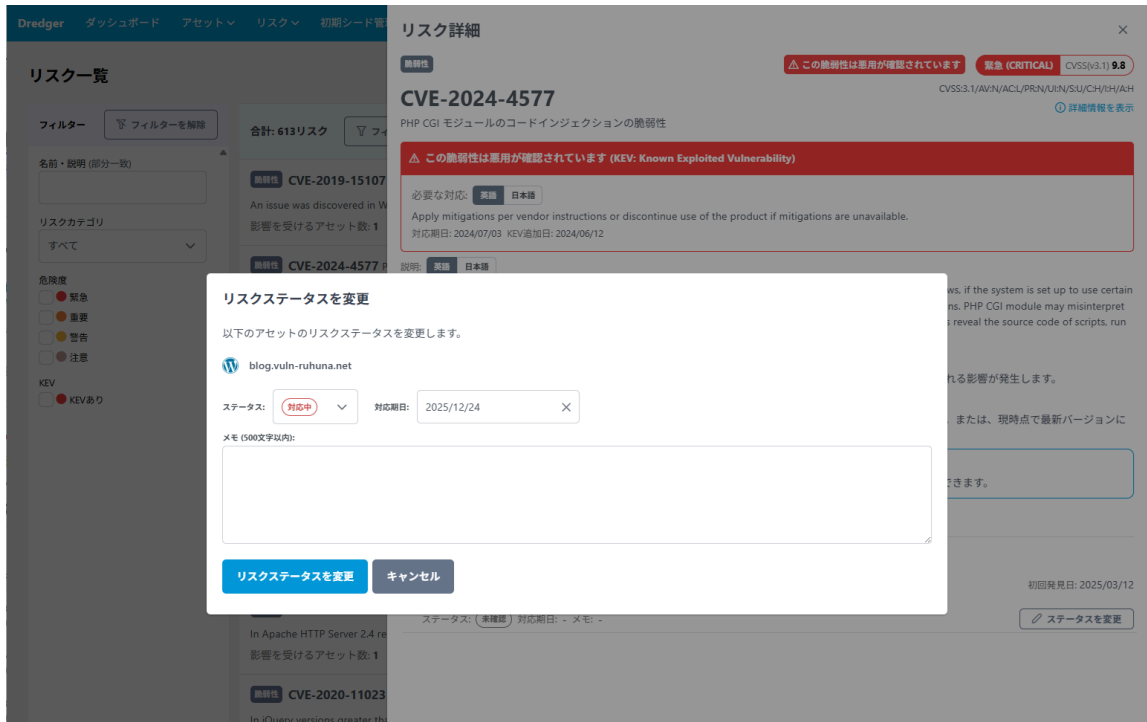 Dredger ダッシュボード アセット リスク 初期シード管
リスク一覧
フィルター フィルターを解除
名前・説明 (部分一致)
リスクカテゴリ
すべて
危険度
緊急
重要
警告
注意
KEV
KEVあり
合計: 613リスク フィ
脆弱性 CVE-2019-15107
An issue was discovered in W
影響を受けるアセット数: 1
脆弱性 CVE-2024-4577 P
In Apache HTTP Server 2.4 re
影響を受けるアセット数: 1
脆弱性 CVE-2020-11023
In jQuery versions greater th
リスク詳細
脆弱性
この脆弱性は悪用が確認されています 緊急 (CRITICAL) CVSS(v3.1) 9.8
CVE-2024-4577
CVSS:3.1/AV:N/AC:L/PR:N/UI:N/S:U/C:H/I:H/A:H
詳細情報を表示
PHP CGI モジュールのコードインジェクションの脆弱性
この脆弱性は悪用が確認されています (KEV: Known Exploited Vulnerability)
必要な対応: 英語 日本語
Apply mitigations per vendor instructions or discontinue use of the product if mitigations are unavailable.
対応期日: 2024/07/03 KEV追加日: 2024/06/12
説明: 英語 日本語
ws, if the system is set up to use certain
ns. PHP CGI module may misinterpret
s reveal the source code of scripts, run
れる影響が発生します。
、または、現時点で最新バージョンに
できます。
初回発見日: 2025/03/12
ステータス: 未確認 対応期日: - メモ: -
ステータスを変更
リスクステータスを変更
以下のアセットのリスクステータスを変更します。
blog.vuln-ruhuna.net
ステータス: 対応中 対応期日: 2025/12/24
メモ (500文字以内):
リスクステータスを変更 キャンセル